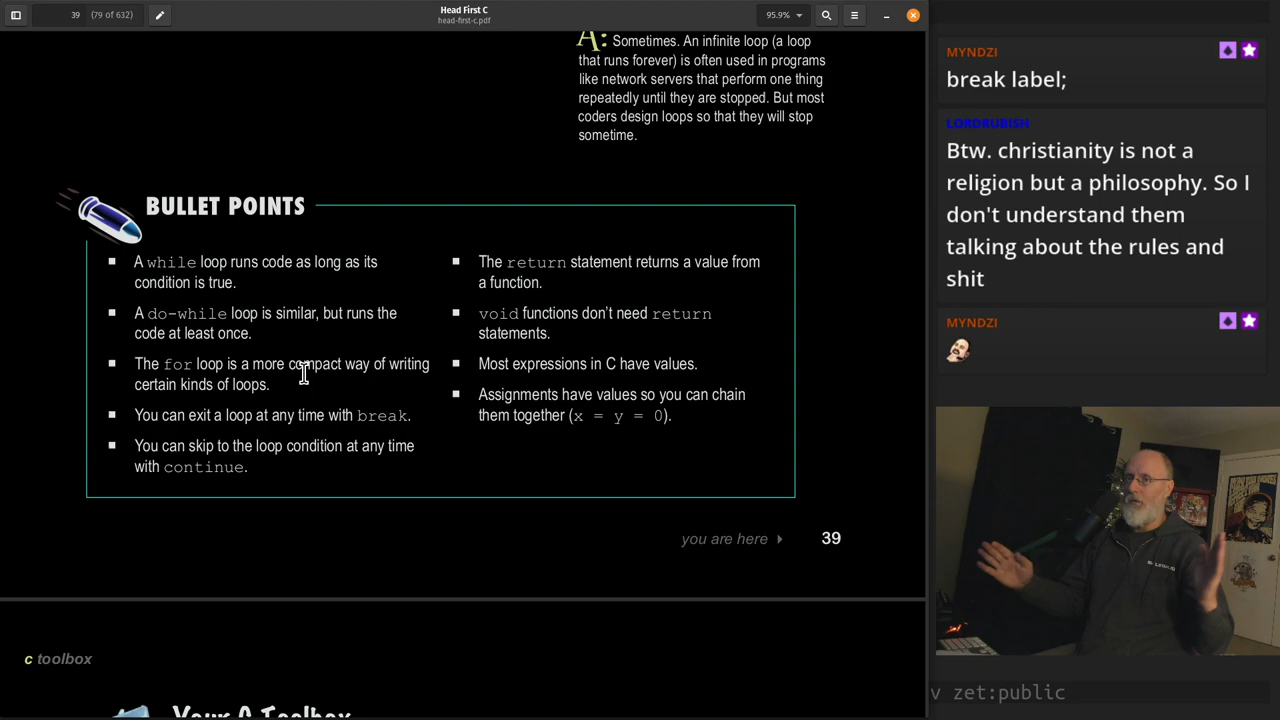 39 (79 of 632)
Head First C
head-first-c.pdf
95.9%
A: Sometimes. An infinite loop (a loop
that runs forever) is often used in programs
like network servers that perform one thing
repeatedly until they are stopped. But most
coders design loops so that they will stop
sometime.
BULLET POINTS
A while loop runs code as long as its
condition is true.
A do-while loop is similar, but runs the
code at least once.
The for loop is a more compact way of writing
certain kinds of loops.
You can exit a loop at any time with break.
You can skip to the loop condition at any time
with continue.
The return statement returns a value from
a function.
void functions don't need return
statements.
Most expressions in C have values.
Assignments have values so you can chain
them together (x = y = 0).
you are here 39
c toolbox
Your C Toolbox
MYNDZI
break label;
LORDRUBISH
Btw. christianity is not a
religion but a philosophy. So I
don't understand them
talking about the rules and
shit
MYNDZI
v zet:public